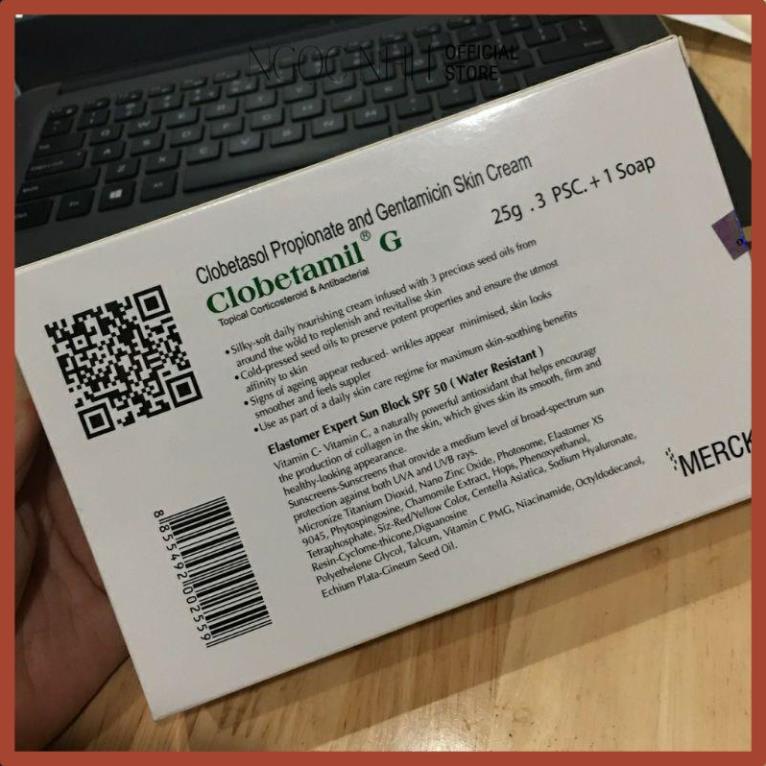 NGOC NHU OFFICIAL STORE
Clobetasol Propionate and Gentamicin Skin Cream
Clobetamil® G
Topical Corticosteroid & Antibacterial
25g .3 PSC. + 1 Soap
• Silky-soft daily nourishing cream infused with 3 precious seed oils from
around the wold to replenish and revitalise skin
• Cold-pressed seed oils to preserve potent properties and ensure the utmost
affinity to skin
• Signs of ageing appear reduced- wrikles appear minimised, skin looks
smoother and feels suppler
• Use as part of a daily skin care regime for maximum skin-soothing benefits
Elastomer Expert Sun Block SPF 50 ( Water Resistant )
Vitamin C- Vitamin C, a naturally powerful antioxidant that helps encouragr
the production of collagen in the skin, which gives skin its smooth, firm and
healthy-looking appearance.
Sunscreens-Sunscreens that orovide a medium level of broad-spectrum sun
protection against both UVA and UVB rays.
Micronize Titanium Dioxid, Nano Zinc Oxide, Photosome, Elastomer XS
9045, Phytospingosine, Chamomile Extract, Hops, Phenoxyethanol,
Tetraphosphate, Siz-Red/Yellow Color, Centella Asiatica, Sodium Hyaluronate,
Resin-Cyclome-thicone,Diguanosine
Polyethelene Glycol, Talcum, Vitamin C PMG, Niacinamide, Octyldodecanol,
Echium Plata-Gineum Seed Oil.
MERCK
8 855492 002559